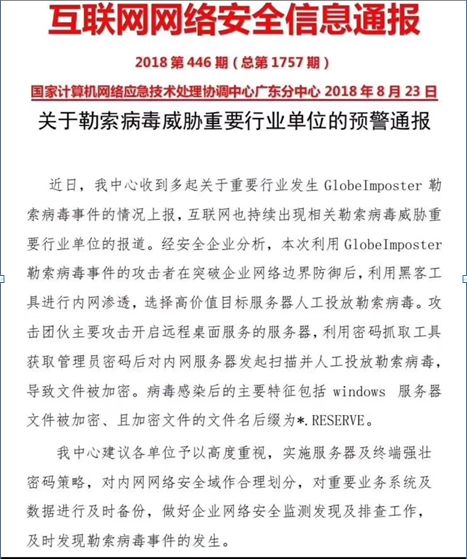 互联网网络安全信息通报
2018 第 446 期（总第 1757 期）
国家计算机网络应急技术处理协调中心广东分中心 2018 年 8 月 23 日
关于勒索病毒威胁重要行业单位的预警通报
近日，我中心收到多起关于重要行业发生 GlobeImposter 勒
索病毒事件的情况上报，互联网也持续出现相关勒索病毒威胁重
要行业单位的报道。经安全企业分析，本次利用 GlobeImposter
勒索病毒事件的攻击者在突破企业网络边界防御后，利用黑客工
具进行内网渗透，选择高价值目标服务器人工投放勒索病毒。攻
击团伙主要攻击开启远程桌面服务的服务器，利用密码抓取工具
获取管理员密码后对内网服务器发起扫描并人工投放勒索病毒，
导致文件被加密。病毒感染后的主要特征包括 windows 服务器
文件被加密、且加密文件的文件名后缀为*.RESERVE。
我中心建议各单位予以高度重视，实施服务器及终端强壮
密码策略，对内网网络安全域作合理划分，对重要业务系统及
数据进行及时备份，做好企业网络安全监测发现及排查工作，
及时发现勒索病毒事件的发生。